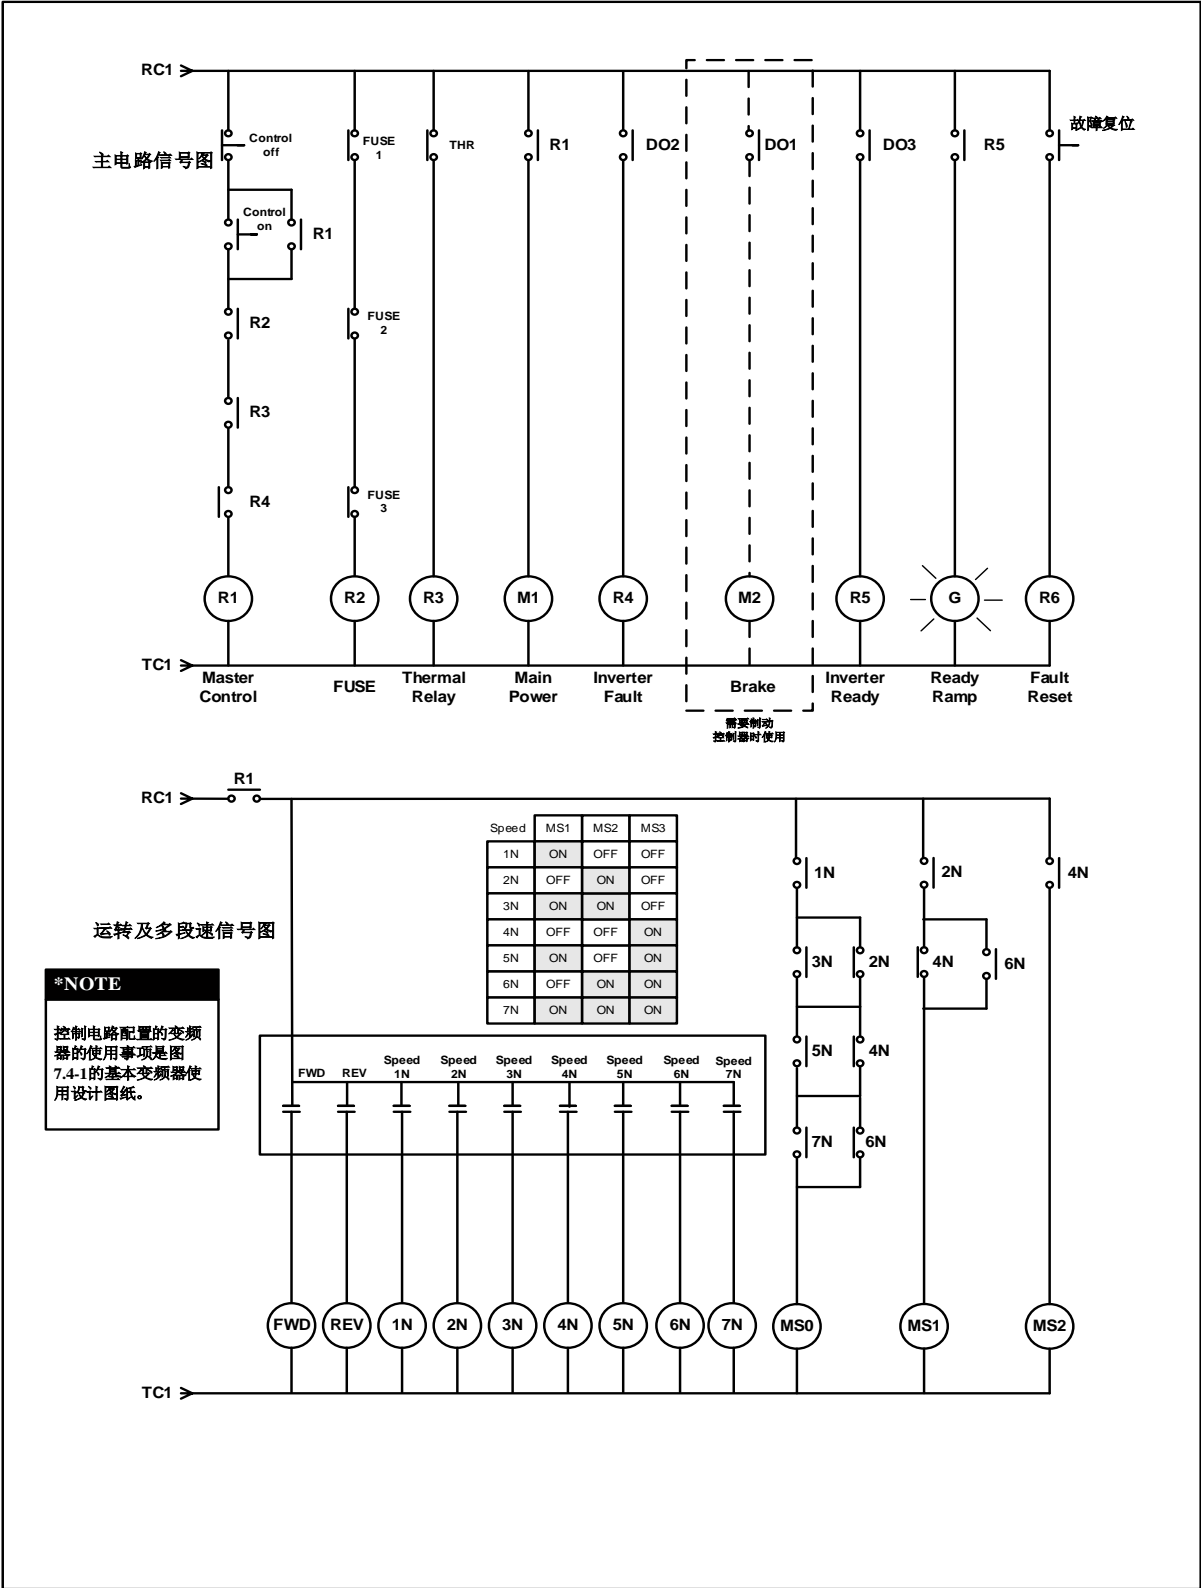 RC1
主电路信号图
Control
off
FUSE
1
THR
R1
DO2
DO1
DO3
R5
故障复位
Control
on
R1
R2
FUSE
2
R3
R4
FUSE
3
R1
R2
R3
M1
R4
M2
R5
G
R6
TC1
Master
Control
FUSE
Thermal
Relay
Main
Power
Inverter
Fault
Brake
Inverter
Ready
Ready
Ramp
Fault
Reset
需要制动
控制器时使用
RC1
R1
Speed MS1 MS2 MS3
1N ON OFF OFF
2N OFF ON OFF
3N ON ON OFF
4N OFF OFF ON
5N ON OFF ON
6N OFF ON ON
7N ON ON ON
1N
2N
4N
3N
2N
4N
6N
5N
4N
7N
6N
运转及多段速信号图
*NOTE
控制电路配置的变频
器的使用事项是图
7.4-1的基本变频器使
用设计图纸。
FWD
REV
Speed
1N
Speed
2N
Speed
3N
Speed
4N
Speed
5N
Speed
6N
Speed
7N
FWD
REV
1N
2N
3N
4N
5N
6N
7N
MS0
MS1
MS2
TC1